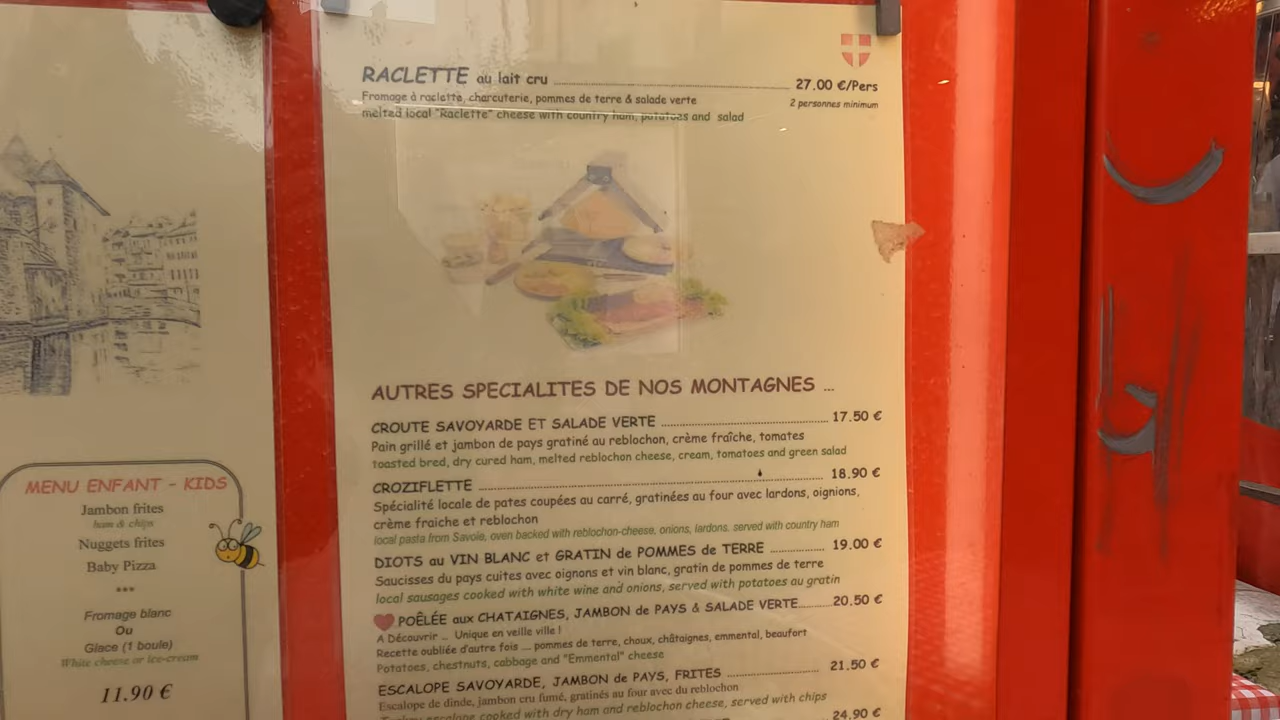 RACLETTE au lait cru ........ 27.00 €/Pers
Fromage à raclette, charcuterie, pommes de terre & salade verte
2 personnes minimum
melted local "Raclette" cheese with country ham, potatoes and salad
AUTRES SPECIALITES DE NOS MONTAGNES ...
CROUTE SAVOYARDE ET SALADE VERTE ........ 17.50 €
Pain grillé et jambon de pays gratiné au reblochon, crème fraîche, tomates
toasted bred, dry cured ham, melted reblochon cheese, cream, tomatoes and green salad
CROZIFLETTE ........ 18.90 €
Spécialité locale de pates coupées au carré, gratinées au four avec lardons, oignions,
crème fraiche et reblochon
local pasta from Savoie, oven backed with reblochon-cheese, onions, lardons, served with country ham
DIOTS au VIN BLANC et GRATIN de POMMES de TERRE ........ 19.00 €
Saucisses du pays cuites avec oignons et vin blanc, gratin de pommes de terre
local sausages cooked with white wine and onions, served with potatoes au gratin
POÊLÉE aux CHATAIGNES, JAMBON de PAYS & SALADE VERTE........ 20.50 €
A Découvrir ... Unique en veille ville !
Recette oubliée d'autre fois .... pommes de terre, choux, châtaignes, emmental, beaufort
Potatoes, chestnuts, cabbage and "Emmental" cheese
ESCALOPE SAVOYARDE, JAMBON de PAYS, FRITES ........ 21.50 €
Escalope de dinde, jambon cru fumé, gratinés au four avec du reblochon
Turkey escalope cooked with dry ham and reblochon cheese, served with chips
24.90 €
MENU ENFANT - KIDS
Jambon frites
ham & chips
Nuggets frites
Baby Pizza
***
Fromage blanc
Ou
Glace (1 boule)
White cheese or ice-cream
11.90 €